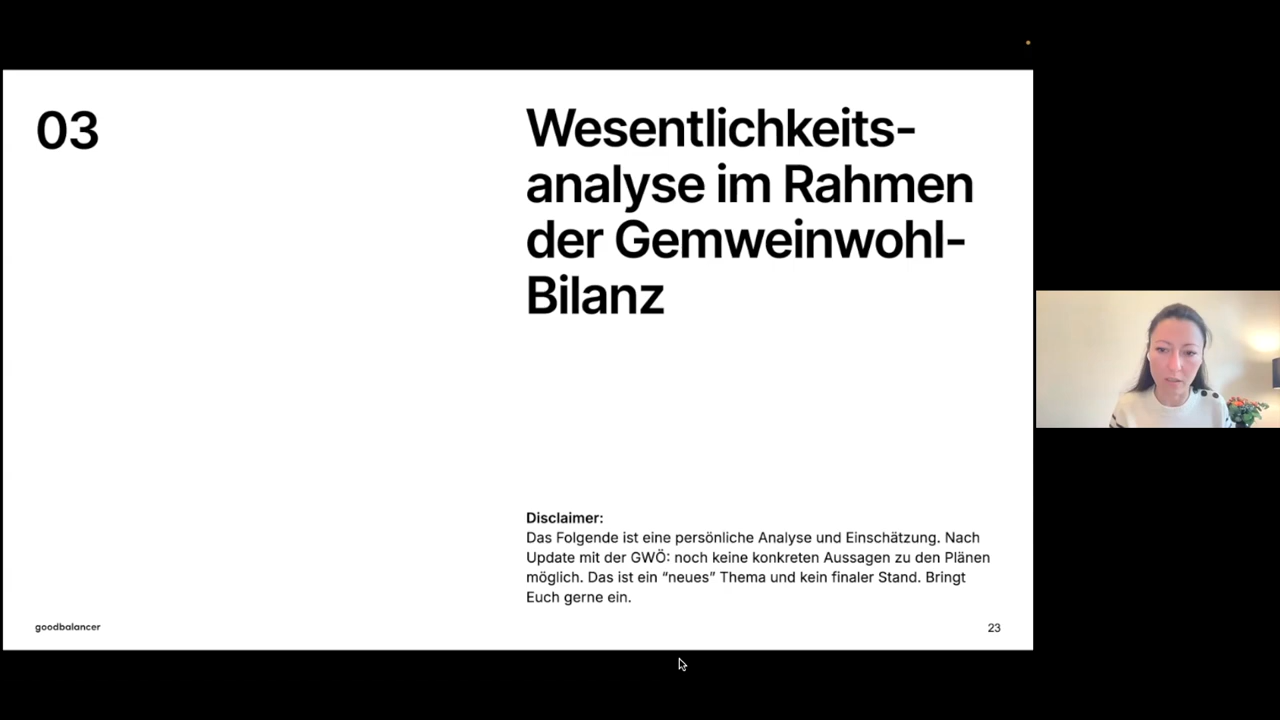 03
Wesentlichkeits-
analyse im Rahmen
der Gemweinwohl-
Bilanz
Disclaimer:
Das Folgende ist eine persönliche Analyse und Einschätzung. Nach
Update mit der GWÖ: noch keine konkreten Aussagen zu den Plänen
möglich. Das ist ein “neues” Thema und kein finaler Stand. Bringt
Euch gerne ein.
goodbalancer
23